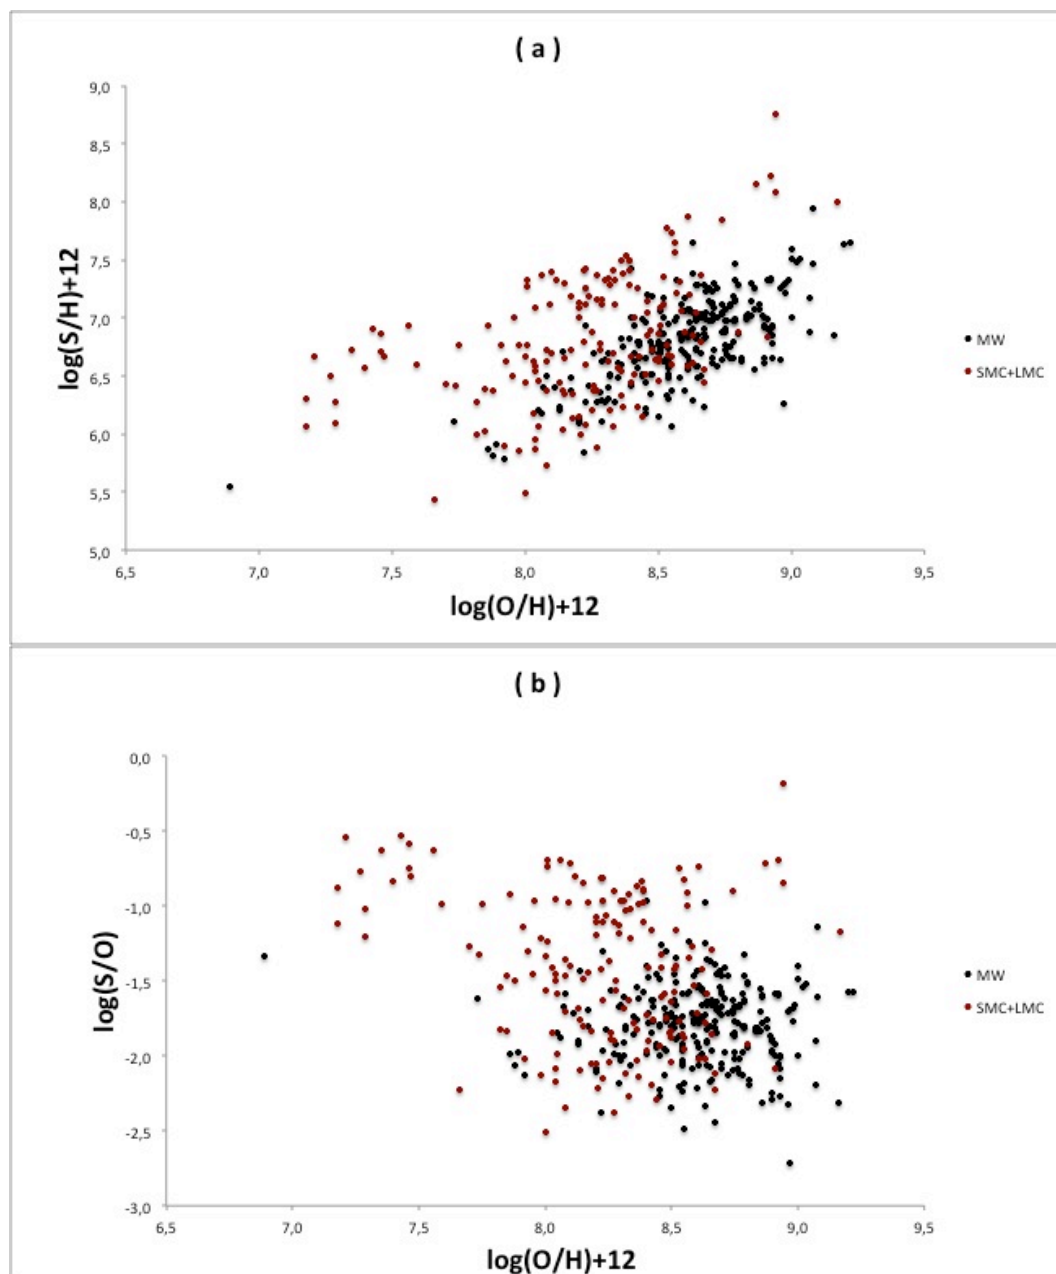 ( a )
9,0
8,5
8,0
7,5
7,0
6,5
6,0
5,5
5,0
log(S/H)+12
6,5 7,0 7,5 8,0 8,5 9,0 9,5
log(O/H)+12
MW
SMC+LMC
( b )
0,0
-0,5
-1,0
-1,5
-2,0
-2,5
-3,0
log(S/O)
6,5 7,0 7,5 8,0 8,5 9,0 9,5
log(O/H)+12
MW
SMC+LMC